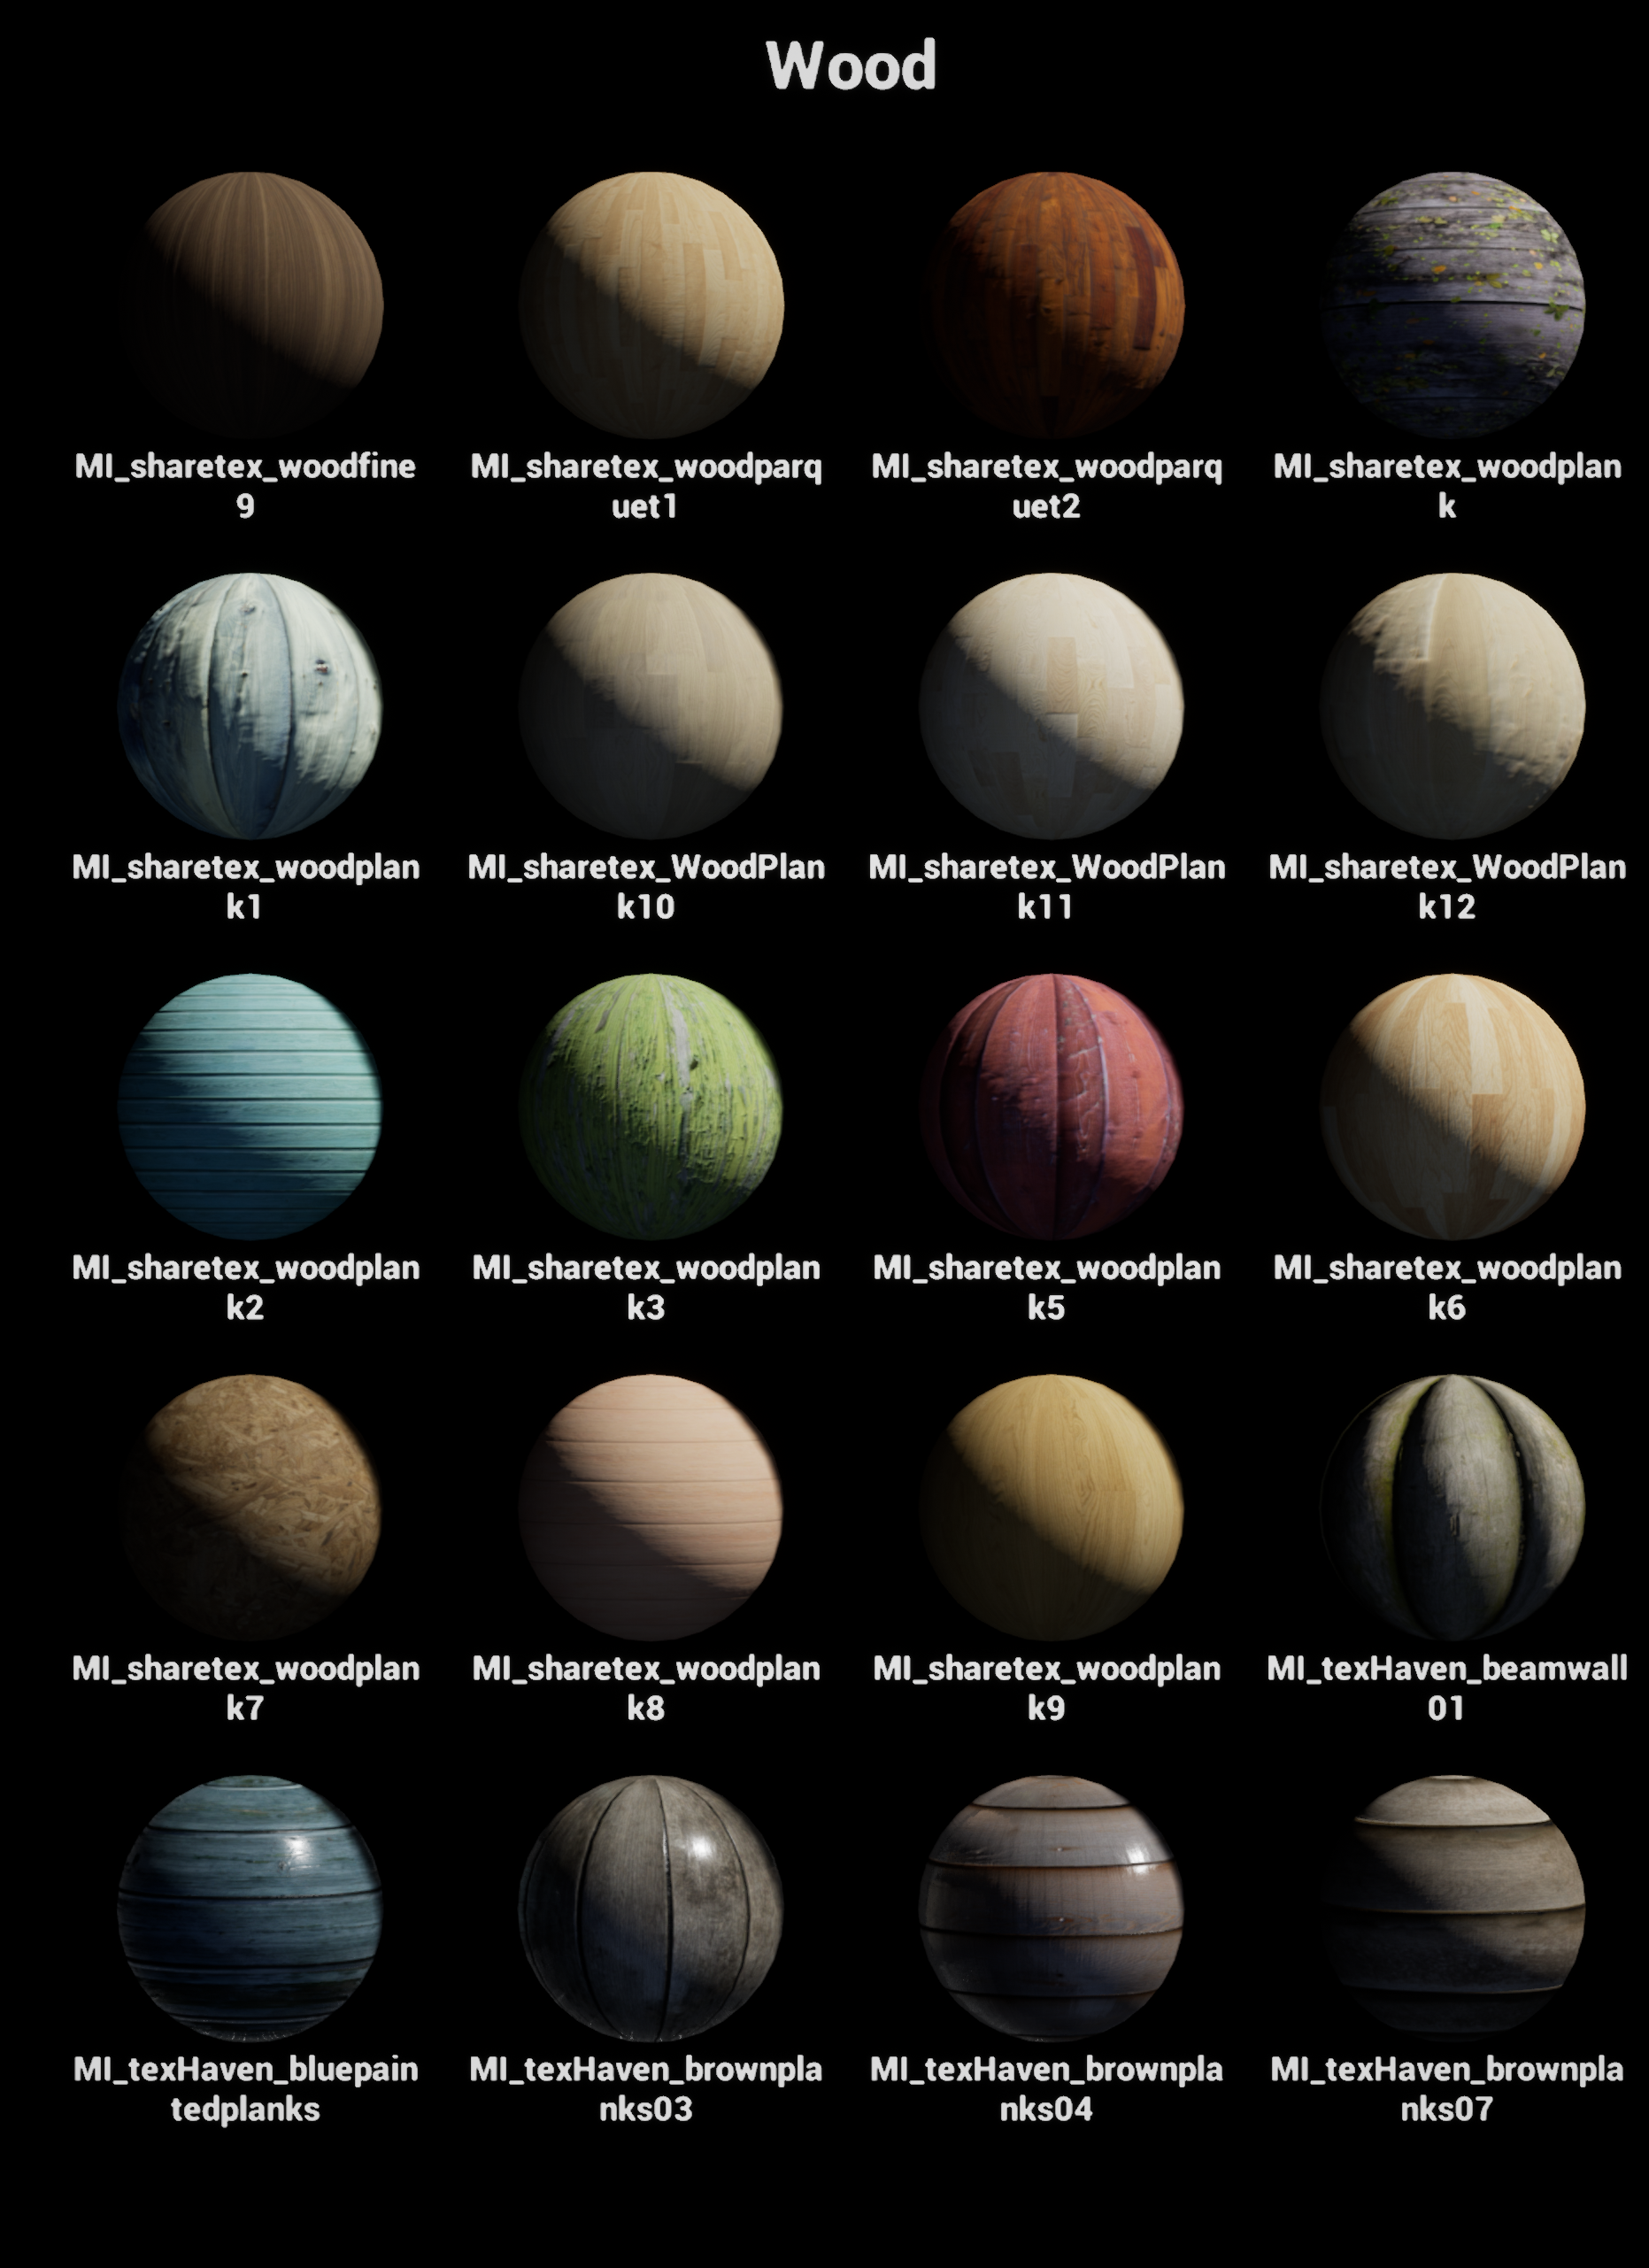 Wood
MI_sharetex_woodfine
9
MI_sharetex_woodparq
uet1
MI_sharetex_woodparq
uet2
MI_sharetex_woodplan
k
MI_sharetex_woodplan
k1
MI_sharetex_WoodPlan
k10
MI_sharetex_WoodPlan
k11
MI_sharetex_WoodPlan
k12
MI_sharetex_woodplan
k2
MI_sharetex_woodplan
k3
MI_sharetex_woodplan
k5
MI_sharetex_woodplan
k6
MI_sharetex_woodplan
k7
MI_sharetex_woodplan
k8
MI_sharetex_woodplan
k9
MI_texHaven_beamwall
01
MI_texHaven_bluepain
tedplanks
MI_texHaven_brownpla
nks03
MI_texHaven_brownpla
nks04
MI_texHaven_brownpla
nks07